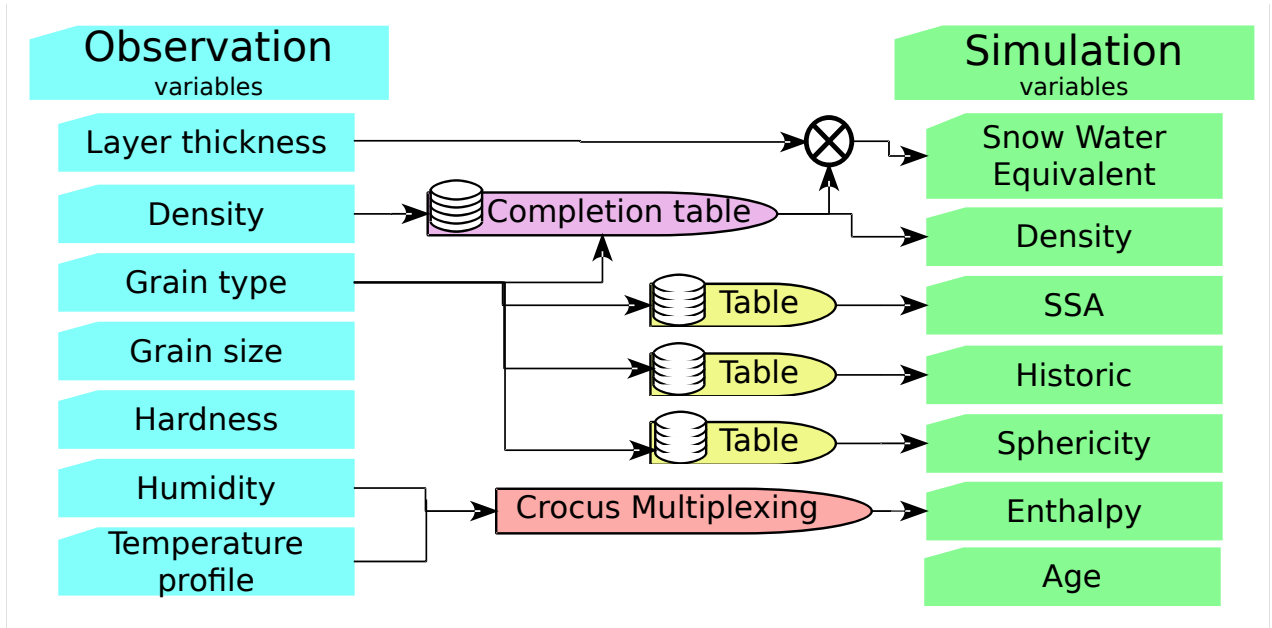 Observation
variables
Layer thickness
Density
Grain type
Grain size
Hardness
Humidity
Temperature
profile
Completion table
Table
Table
Table
Crocus Multiplexing
Simulation
variables
Snow Water
Equivalent
Density
SSA
Historic
Sphericity
Enthalpy
Age